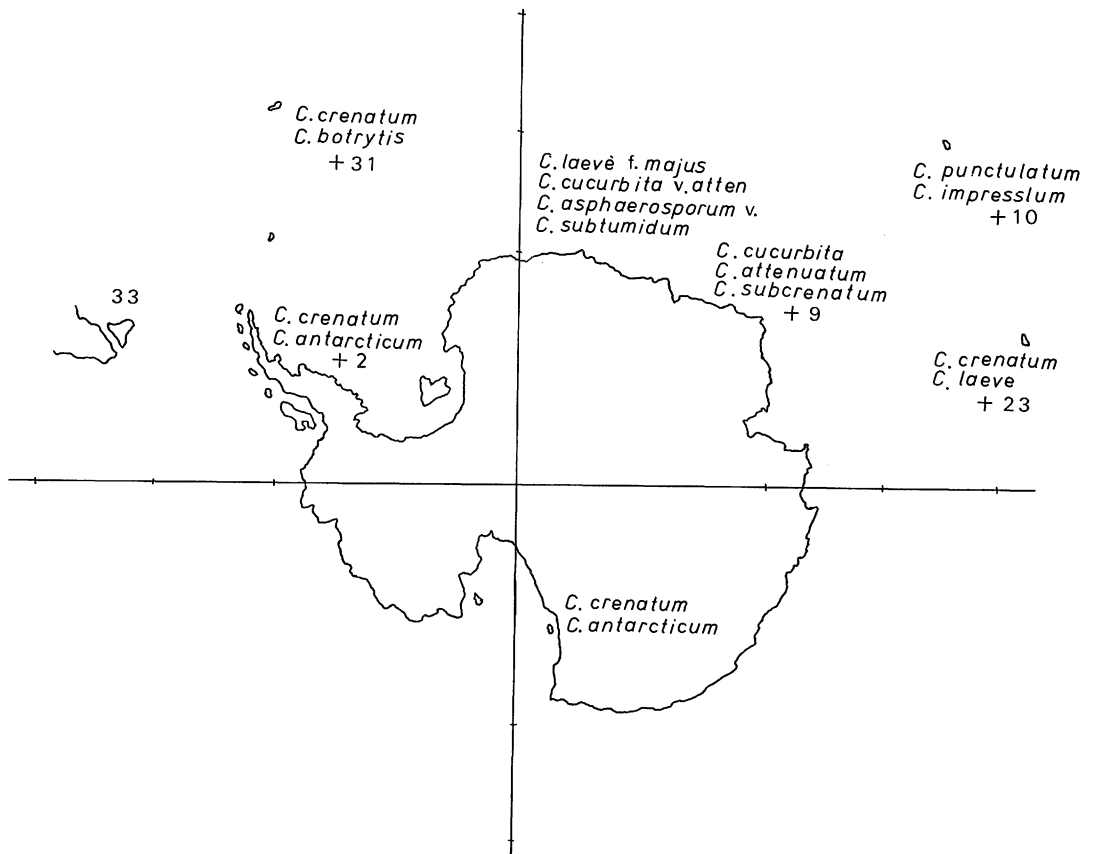 C. crenatum
C. botrytis
+31
C. laevè f. majus
C. cucurbita v. atten
C. asphaerosporum v.
C. subtumidum
C. punctulatum
C. impresslum
+10
C. cucurbita
C. attenuatum
C. subcrenatum
+ 9
33
C. crenatum
C. antarcticum
+ 2
C. crenatum
C. laeve
+ 23
C. crenatum
C. antarcticum